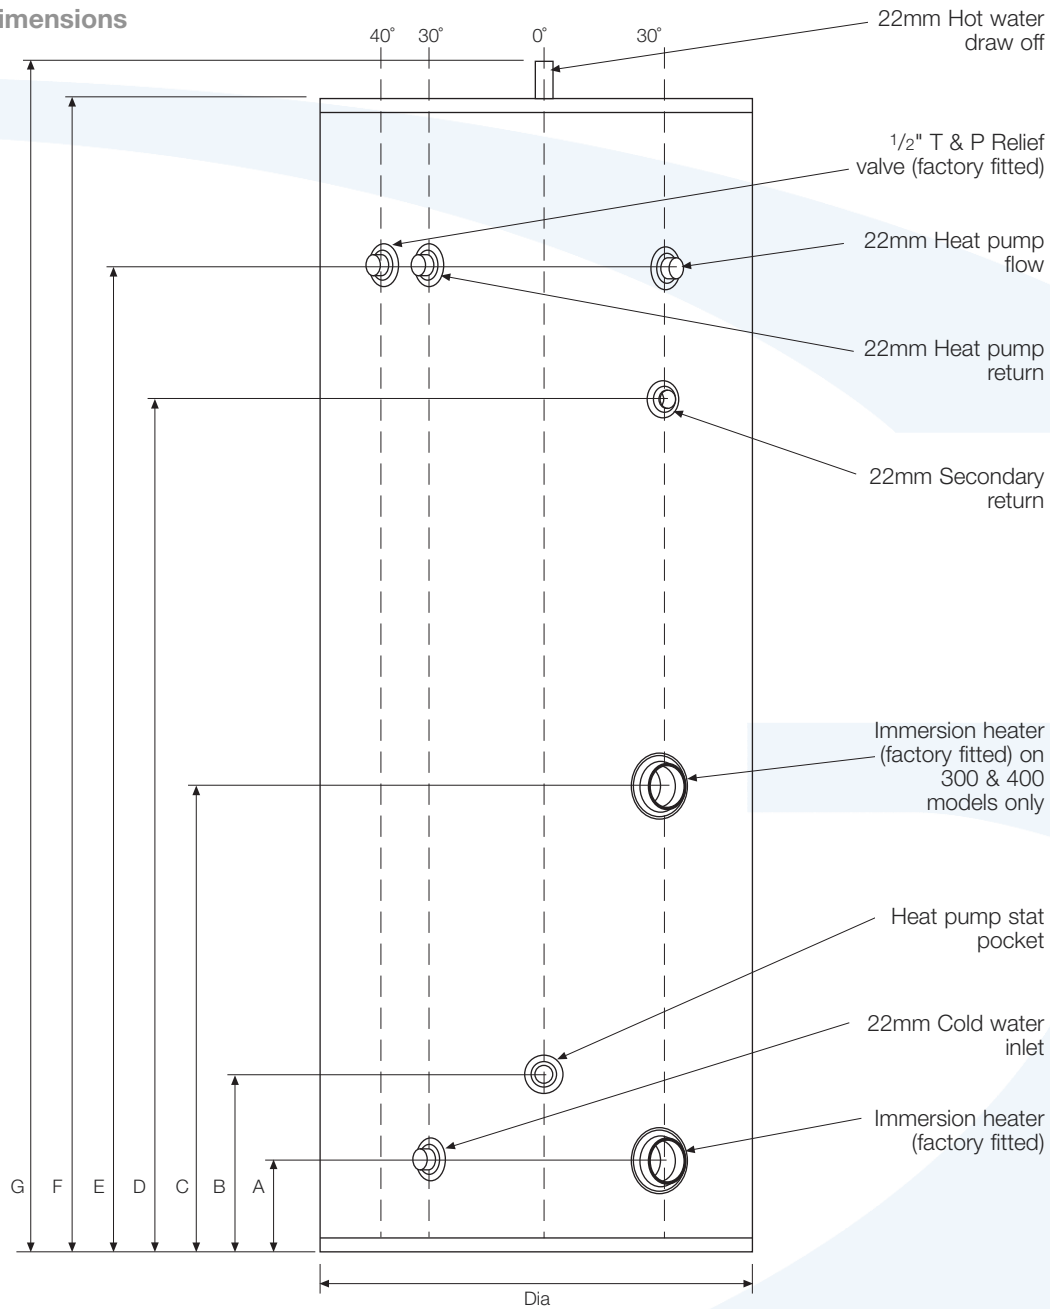 imensions
40° 30° 0° 30°
22mm Hot water
draw off
1/2" T & P Relief
valve (factory fitted)
22mm Heat pump
flow
22mm Heat pump
return
22mm Secondary
return
Immersion heater
(factory fitted) on
300 & 400
models only
Heat pump stat
pocket
22mm Cold water
inlet
Immersion heater
(factory fitted)
G F E D C B A
Dia